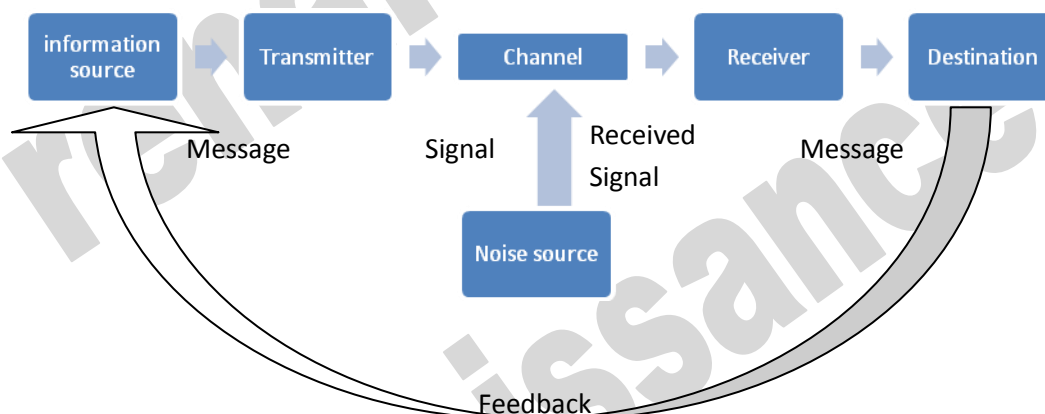 information
source
Transmitter
Channel
Receiver
Destination
Message
Signal
Received
Signal
Message
Noise source
Feedback